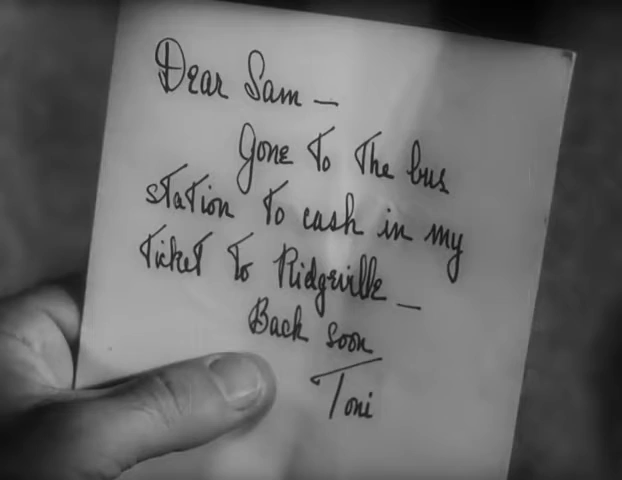 Dear Sam —
Gone To The bus
station To cash in my
Ticket To Ridgeville —
Back soon
Toni